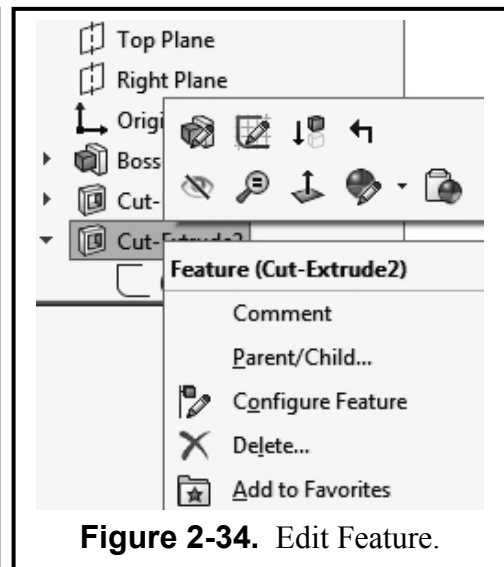 Top Plane
Right Plane
Origi
Boss
Cut-
Cut-Extrude2
Feature (Cut-Extrude2)
Comment
Parent/Child...
Configure Feature
Delete...
Add to Favorites
Figure 2-34. Edit Feature.